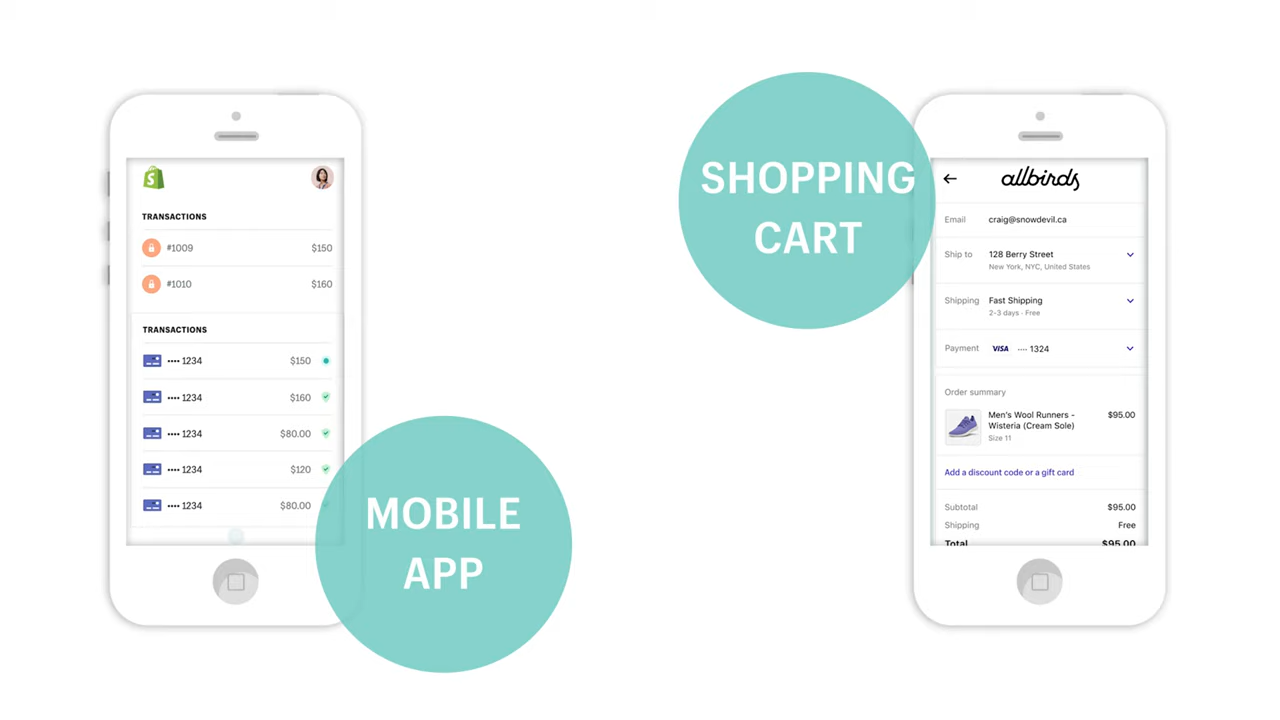 TRANSACTIONS
#1009 $150
#1010 $160
TRANSACTIONS
•••• 1234 $150
•••• 1234 $160
•••• 1234 $80.00
•••• 1234 $120
•••• 1234 $80.00
MOBILE
APP
SHOPPING
CART
allbirds
Email craig@snowdevil.ca
Ship to 128 Berry Street
New York, NYC, United States
Shipping Fast Shipping
2-3 days · Free
Payment VISA ···· 1324
Order summary
Men's Wool Runners - $95.00
Wisteria (Cream Sole)
Size 11
Add a discount code or a gift card
Subtotal $95.00
Shipping Free
Total $95.00